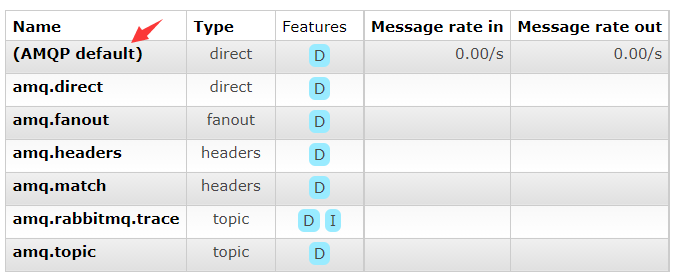 Name Type Features Message rate in Message rate out
(AMQP default) direct D 0.00/s 0.00/s
amq.direct direct D
amq.fanout fanout D
amq.headers headers D
amq.match headers D
amq.rabbitmq.trace topic D I
amq.topic topic D